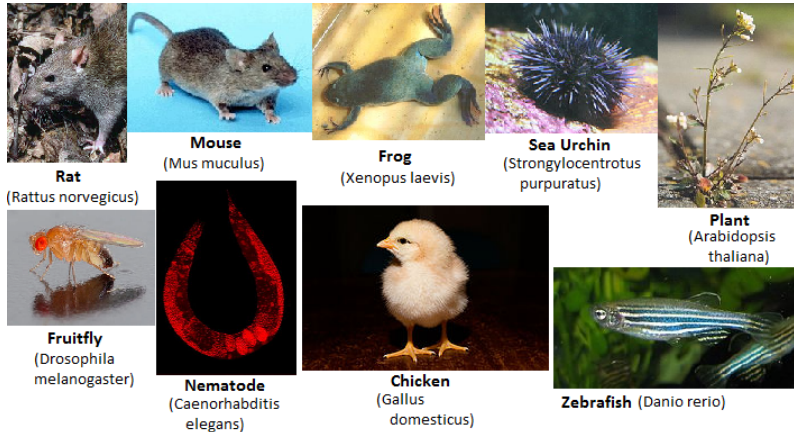 Rat
(Rattus norvegicus)
Mouse
(Mus muculus)
Frog
(Xenopus laevis)
Sea Urchin
(Strongylocentrotus
purpuratus)
Plant
(Arabidopsis
thaliana)
Fruitfly
(Drosophila
melanogaster)
Nematode
(Caenorhabditis
elegans)
Chicken
(Gallus
domesticus)
Zebrafish (Danio rerio)